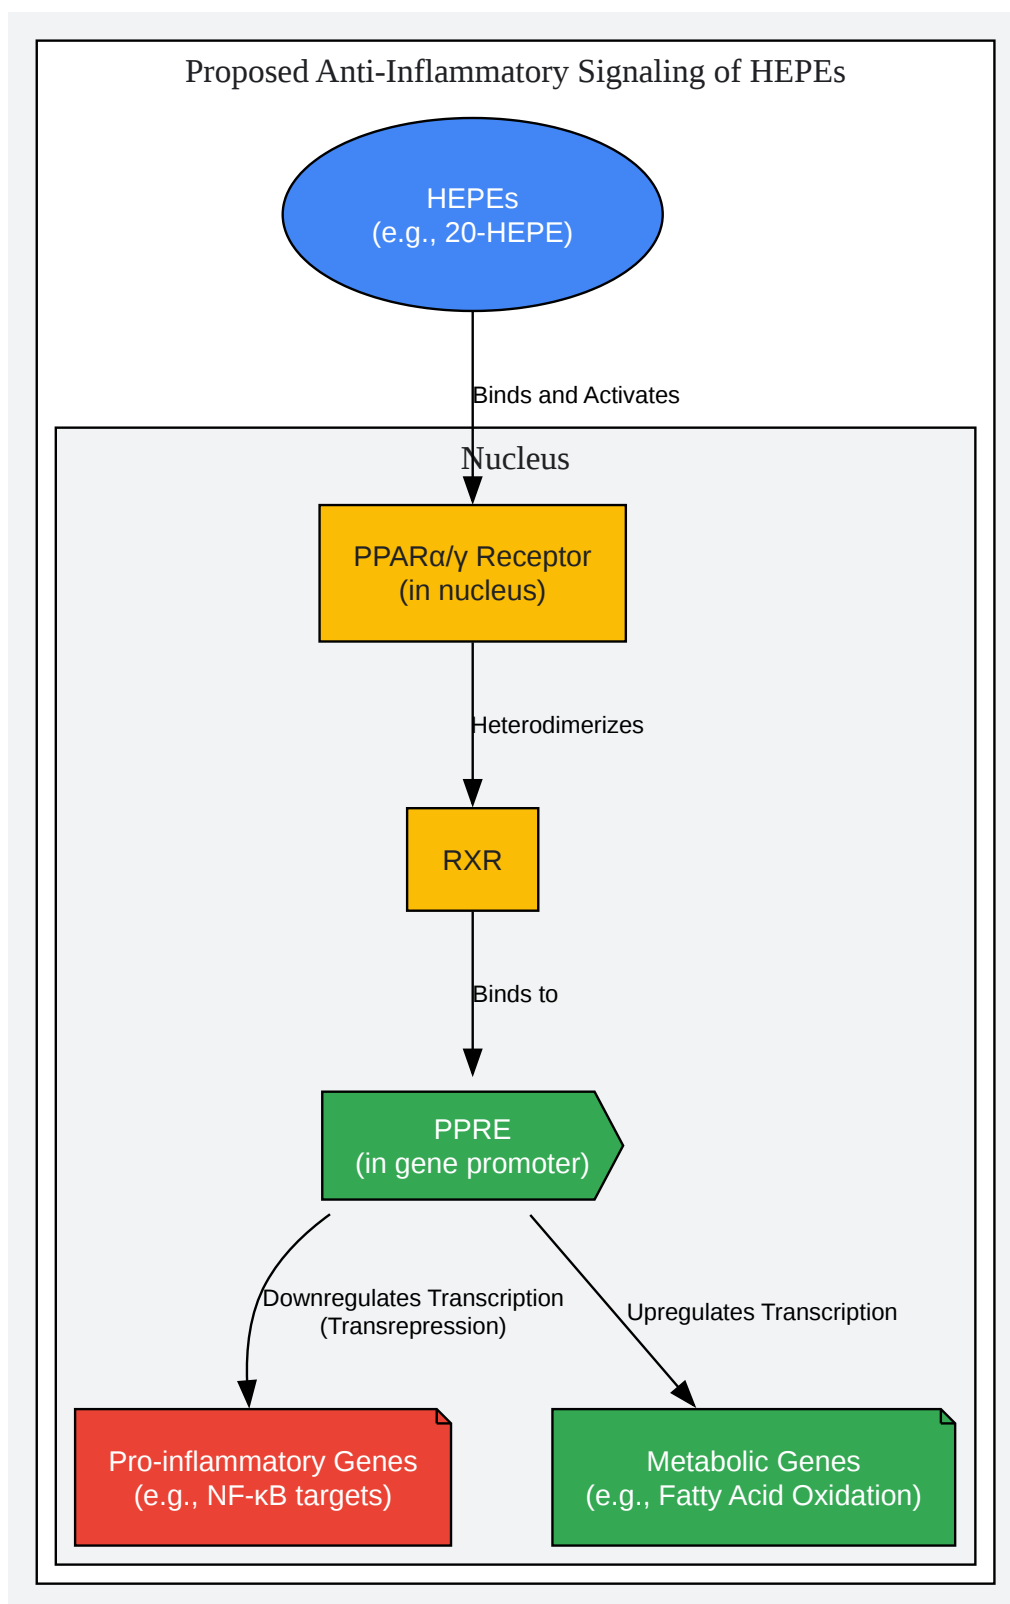 Proposed Anti-Inflammatory Signaling of HEPEs
HEPEs
(e.g., 20-HEPE)
Binds and Activates
Nucleus
PPARα/γ Receptor
(in nucleus)
Heterodimerizes
RXR
Binds to
PPRE
(in gene promoter)
Downregulates Transcription
(Transrepression)
Upregulates Transcription
Pro-inflammatory Genes
(e.g., NF-κB targets)
Metabolic Genes
(e.g., Fatty Acid Oxidation)